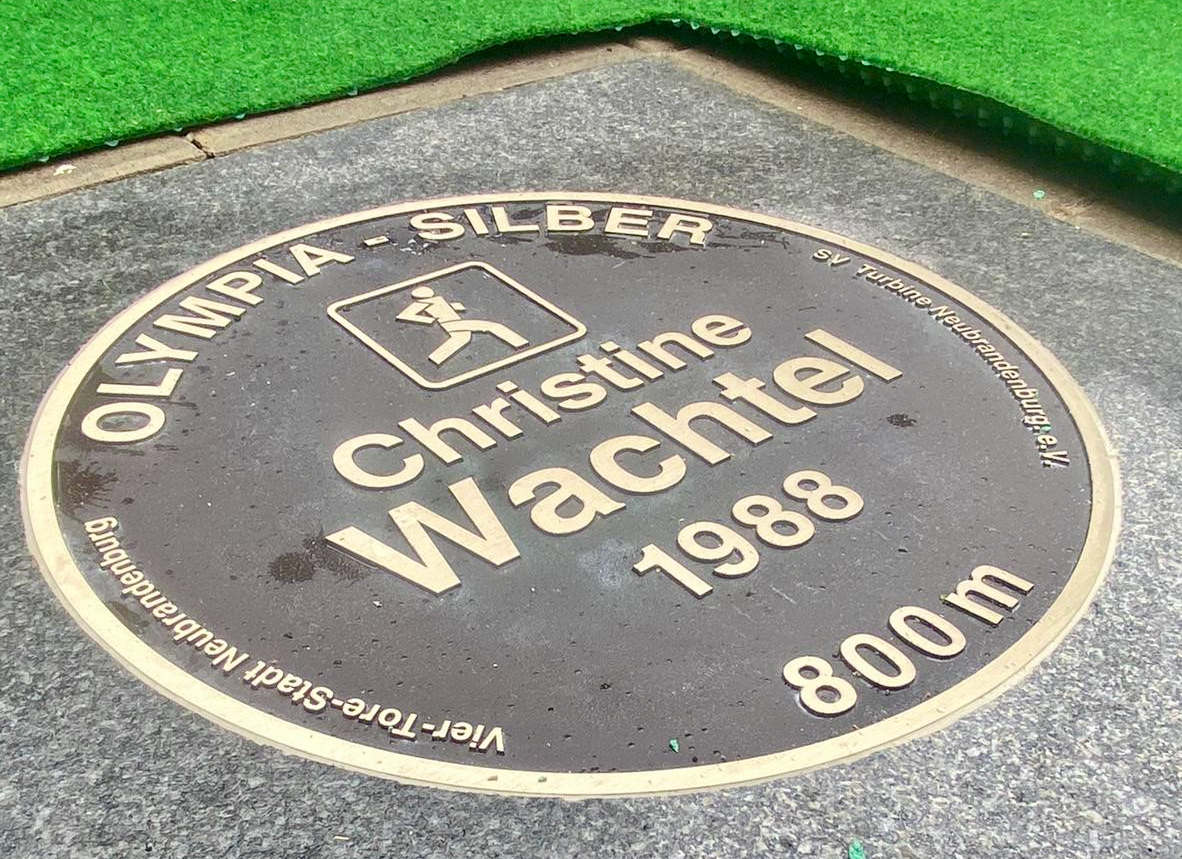 OLYMPIA - SILBER
SV Turbine Neubrandenburg e.V.
Christine
Wachtel
1988
800 m
Vier-Tore-Stadt Neubrandenburg